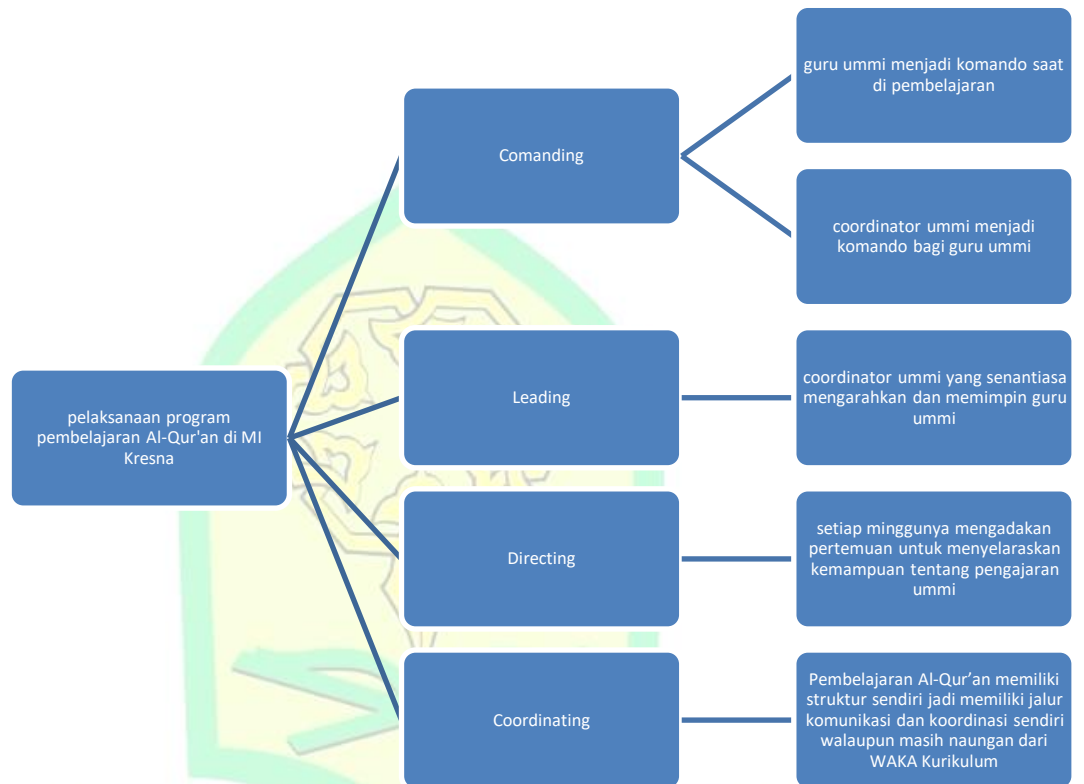 pelaksanaan program
pembelajaran Al-Qur'an di MI
Kresna
Comanding
guru ummi menjadi komando saat
di pembelajaran
coordinator ummi menjadi
komando bagi guru ummi
Leading
coordinator ummi yang senantiasa
mengarahkan dan memimpin guru
ummi
Directing
setiap minggunya mengadakan
pertemuan untuk menyelaraskan
kemampuan tentang pengajaran
ummi
Coordinating
Pembelajaran Al-Qur’an memiliki
struktur sendiri jadi memiliki jalur
komunikasi dan koordinasi sendiri
walaupun masih naungan dari
WAKA Kurikulum